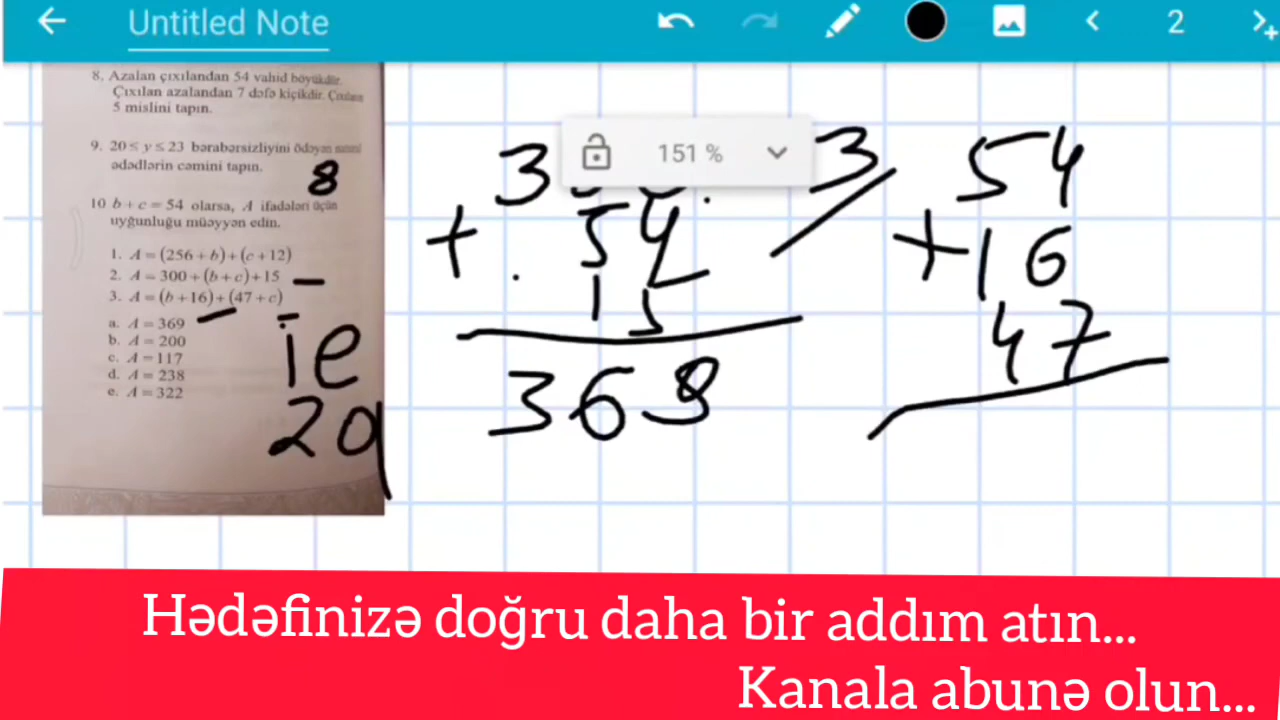 Untitled Note
2
8. Azalan çıxılandan 54 vahid böyükdür.
Çıxılan azalandan 7 dəfə kiçikdir. Çıxılanın
5 mislini tapın.
9. 20 ≤ y ≤ 23 bərabərsizliyini ödəyən
ədədlərin cəmini tapın.
8
10 b + c = 54 olarsa, A ifadələri üçün
uyğunluğu müəyyən edin.
1. A = (256 + b) + (c + 12)
2. A = 300 + (b + c) + 15
3. A = (b + 16) + (47 + c)
a. A = 369
b. A = 200
c. A = 117
d. A = 238
e. A = 322
ie
2a
151 %
3
+ 54
15
369
3/
54
+ 16
47
Hədəfinizə doğru daha bir addım atın...
Kanala abunə olun...